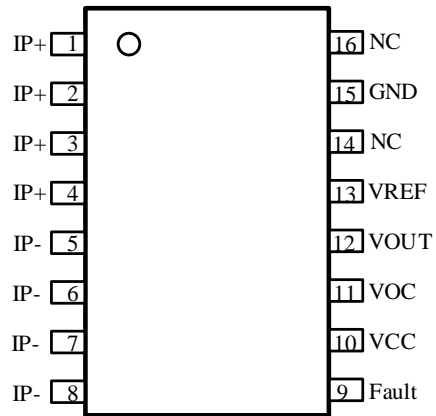 IP+ 1 16 NC
IP+ 2 15 GND
IP+ 3 14 NC
IP+ 4 13 VREF
IP- 5 12 VOUT
IP- 6 11 VOC
IP- 7 10 VCC
IP- 8 9 Fault